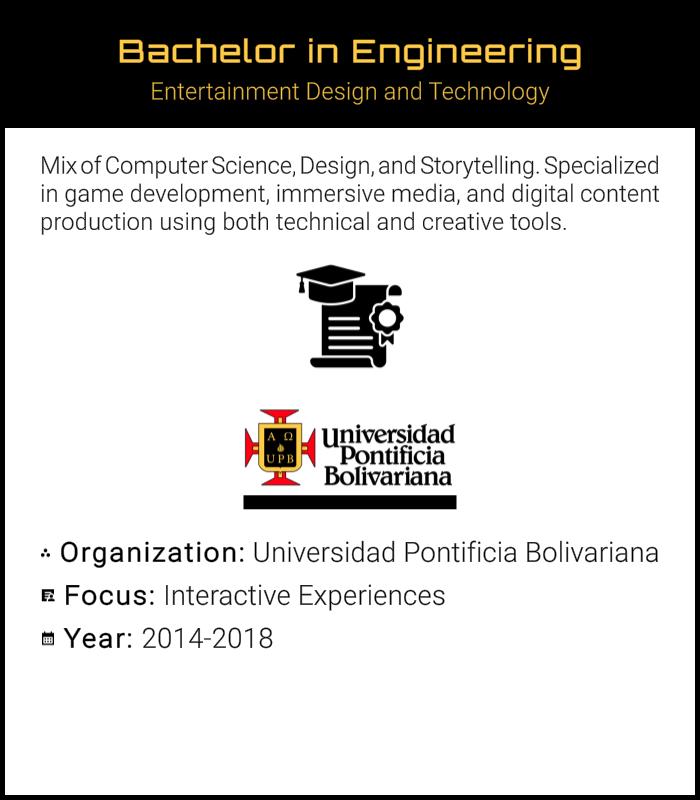 Bachelor in Engineering
Entertainment Design and Technology
Mix of Computer Science, Design, and Storytelling. Specialized
in game development, immersive media, and digital content
production using both technical and creative tools.
Α Ω
UPB
Universidad
Pontificia
Bolivariana
Organization: Universidad Pontificia Bolivariana
Focus: Interactive Experiences
Year: 2014-2018